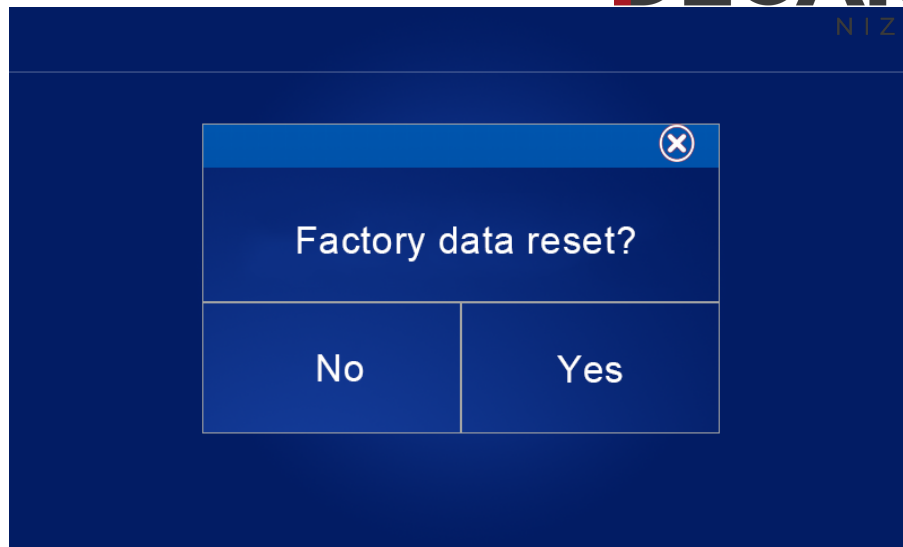 NIZ
Factory data reset?
No
Yes